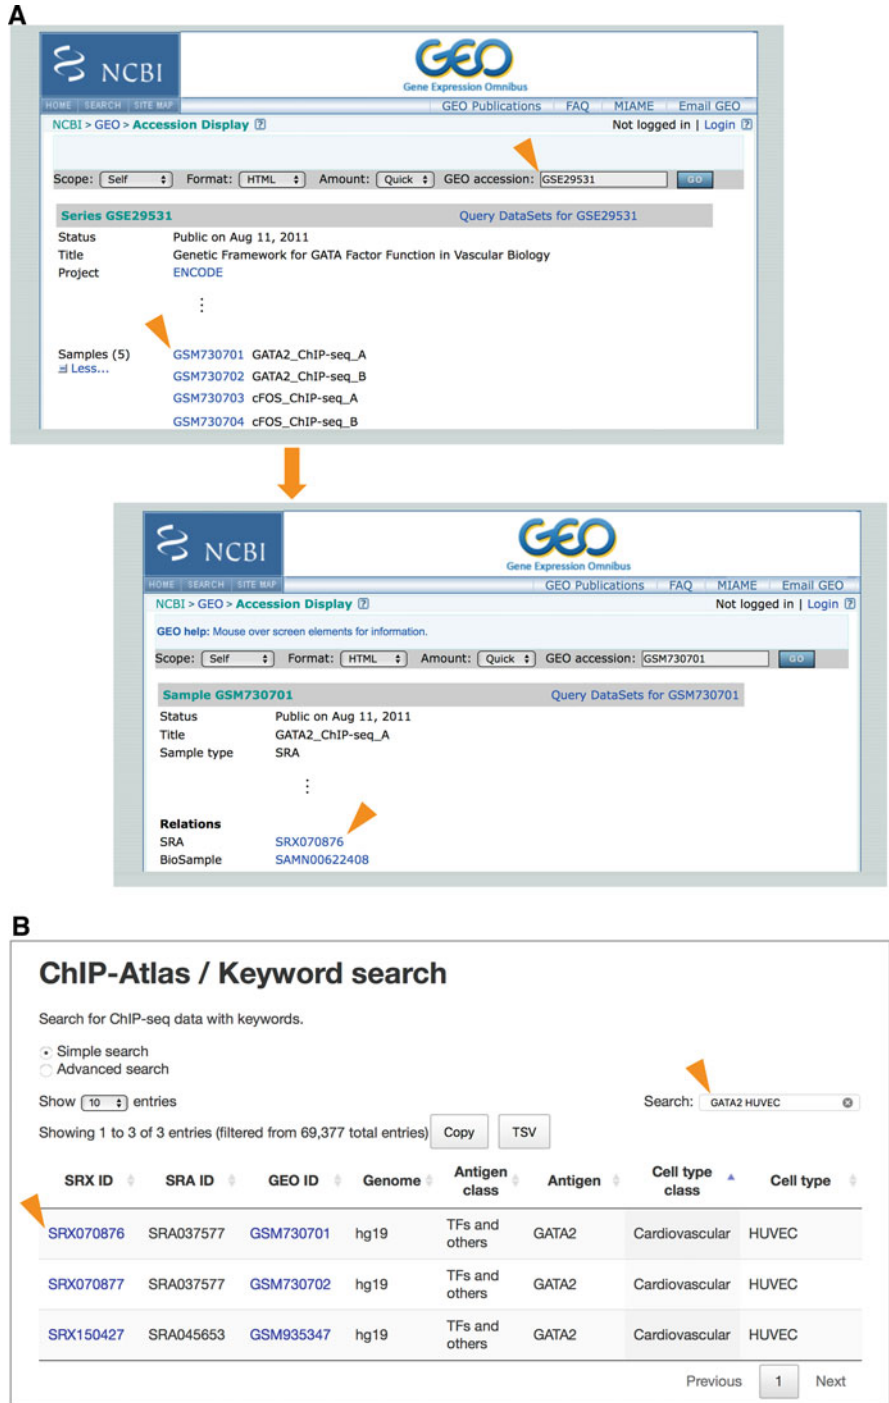 A
NCBI
GEO
Gene Expression Omnibus
HOME SEARCH SITE MAP GEO Publications FAQ MIAME Email GEO
NCBI > GEO > Accession Display ? Not logged in | Login ?
Scope: Self Format: HTML Amount: Quick GEO accession: GSE29531 GO
Series GSE29531 Query DataSets for GSE29531
Status Public on Aug 11, 2011
Title Genetic Framework for GATA Factor Function in Vascular Biology
Project ENCODE
⋮
Samples (5) GSM730701 GATA2_ChIP-seq_A
Less... GSM730702 GATA2_ChIP-seq_B
GSM730703 cFOS_ChIP-seq_A
GSM730704 cFOS_ChIP-seq_B
NCBI
GEO
Gene Expression Omnibus
HOME SEARCH SITE MAP GEO Publications FAQ MIAME Email GEO
NCBI > GEO > Accession Display ? Not logged in | Login ?
GEO help: Mouse over screen elements for information.
Scope: Self Format: HTML Amount: Quick GEO accession: GSM730701 GO
Sample GSM730701 Query DataSets for GSM730701
Status Public on Aug 11, 2011
Title GATA2_ChIP-seq_A
Sample type SRA
⋮
Relations
SRA SRX070876
BioSample SAMN00622408
B
ChIP-Atlas / Keyword search
Search for ChIP-seq data with keywords.
Simple search
Advanced search
Show 10 entries Search: GATA2 HUVEC
Showing 1 to 3 of 3 entries (filtered from 69,377 total entries) Copy TSV
SRX ID SRA ID GEO ID Genome Antigen class Antigen Cell type class Cell type
SRX070876 SRA037577 GSM730701 hg19 TFs and others GATA2 Cardiovascular HUVEC
SRX070877 SRA037577 GSM730702 hg19 TFs and others GATA2 Cardiovascular HUVEC
SRX150427 SRA045653 GSM935347 hg19 TFs and others GATA2 Cardiovascular HUVEC
Previous 1 Next